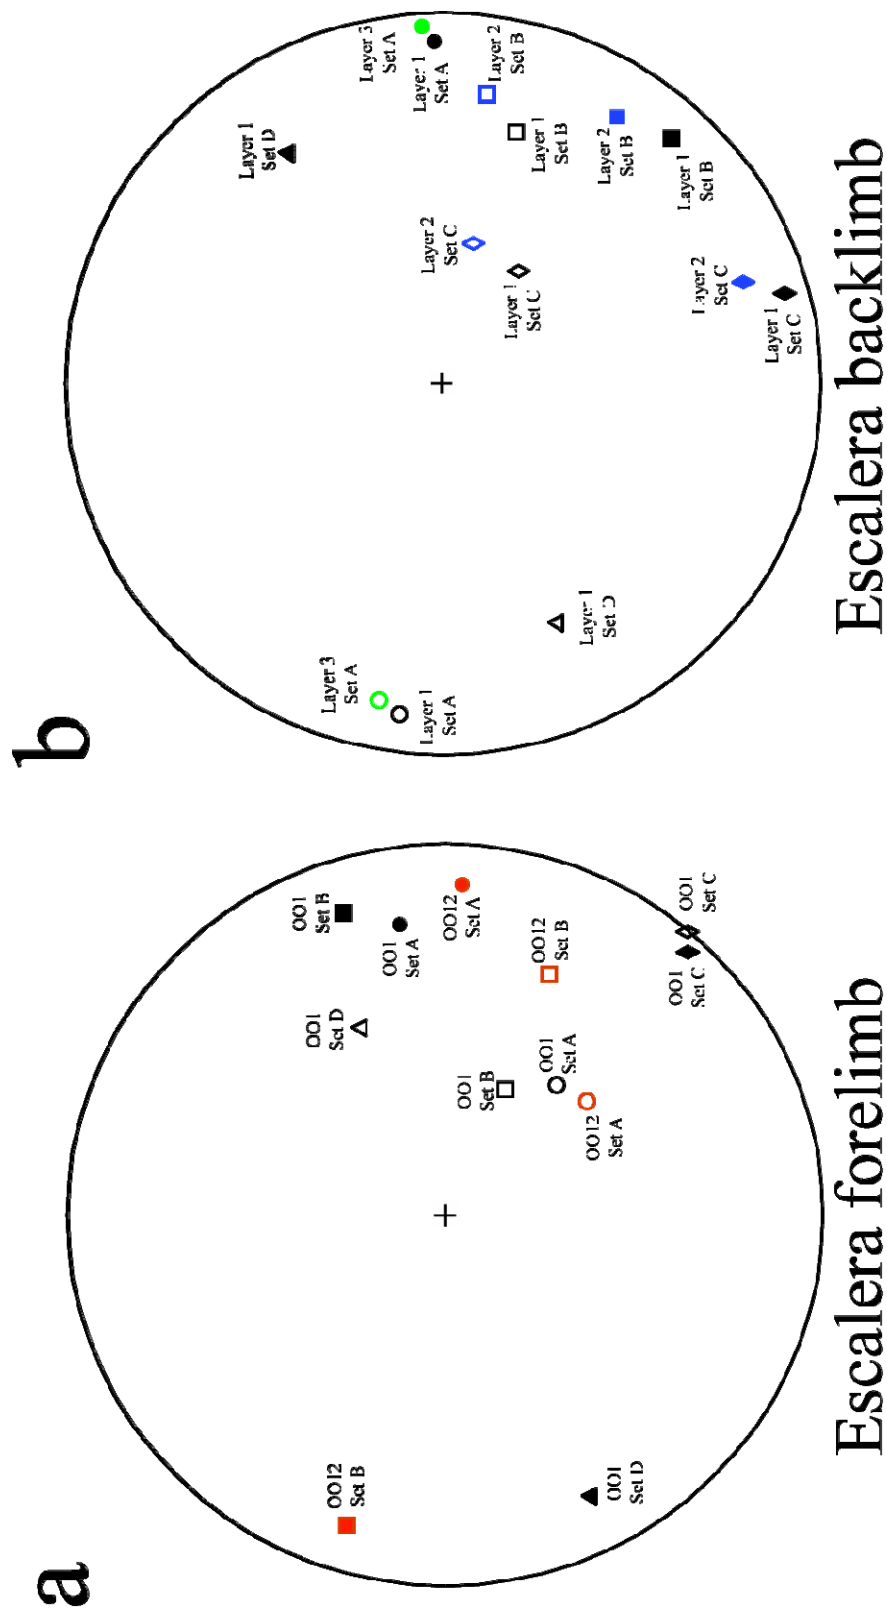 a
OO1
Set B
OO1
Set D
OO12
Set B
OO1
Set A
OO12
Set A
OO1
Set B
OO12
Set B
OO1
Set A
OO12
Set A
OO1
Set D
OO1
Set C
OO1
Set C
Escalera forelimb
b
Layer 1
Set D
Layer 3
Set A
Layer 3
Set A
Layer 1
Set A
Layer 1
Set A
Layer 2
Set C
Layer 2
Set B
Layer 1
Set C
Layer 1
Set B
Layer 1
Set D
Layer 2
Set B
Layer 1
Set B
Layer 2
Set C
Layer 1
Set C
Escalera backlimb